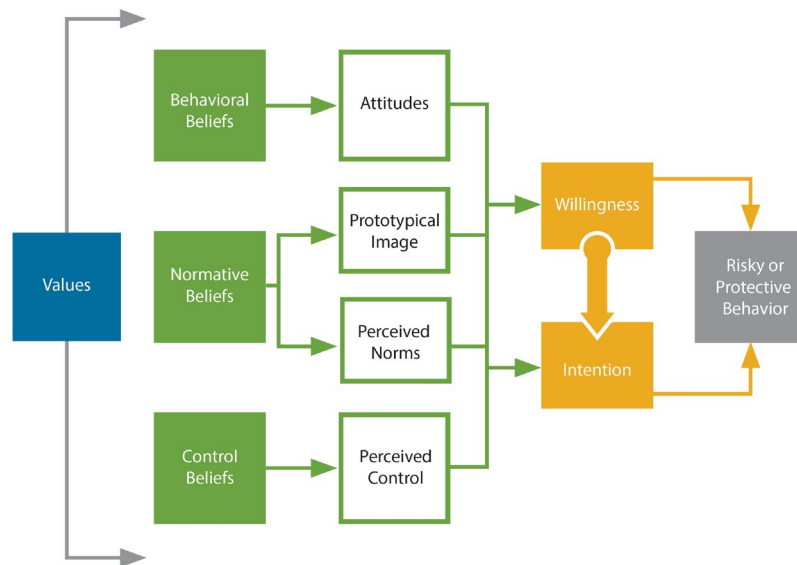 Values
Behavioral
Beliefs
Attitudes
Normative
Beliefs
Prototypical
Image
Perceived
Norms
Control
Beliefs
Perceived
Control
Willingness
Intention
Risky or
Protective
Behavior